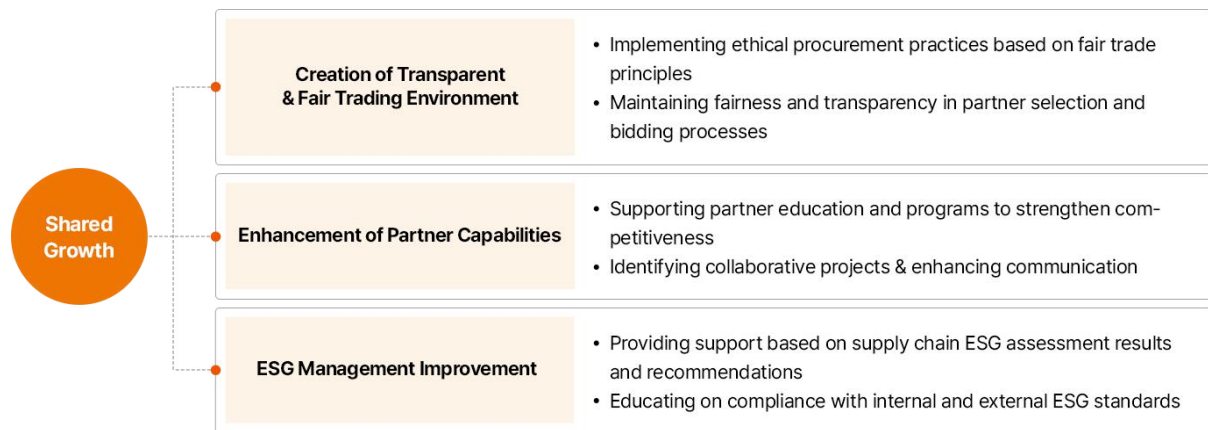 Shared
Growth
Creation of Transparent
& Fair Trading Environment
• Implementing ethical procurement practices based on fair trade
principles
• Maintaining fairness and transparency in partner selection and
bidding processes
Enhancement of Partner Capabilities
• Supporting partner education and programs to strengthen com-
petitiveness
• Identifying collaborative projects & enhancing communication
ESG Management Improvement
• Providing support based on supply chain ESG assessment results
and recommendations
• Educating on compliance with internal and external ESG standards